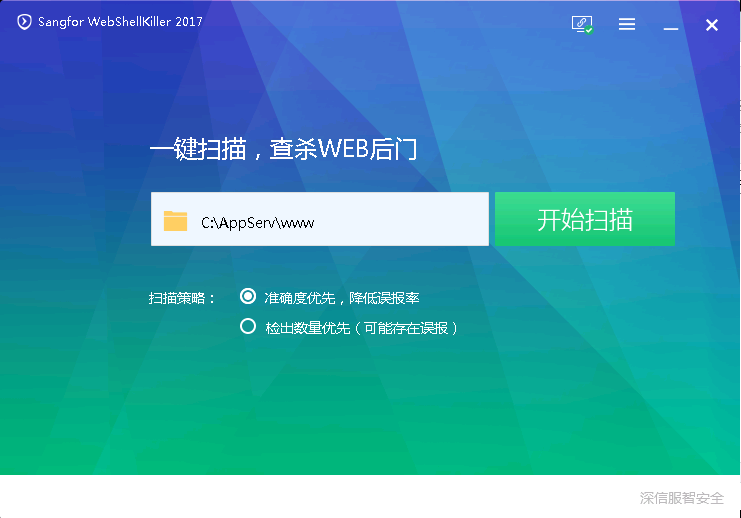 Sangfor WebShellKiller 2017
一键扫描，查杀WEB后门
C:\AppServ\www
开始扫描
扫描策略：
准确度优先，降低误报率
检出数量优先（可能存在误报）
深信服智安全